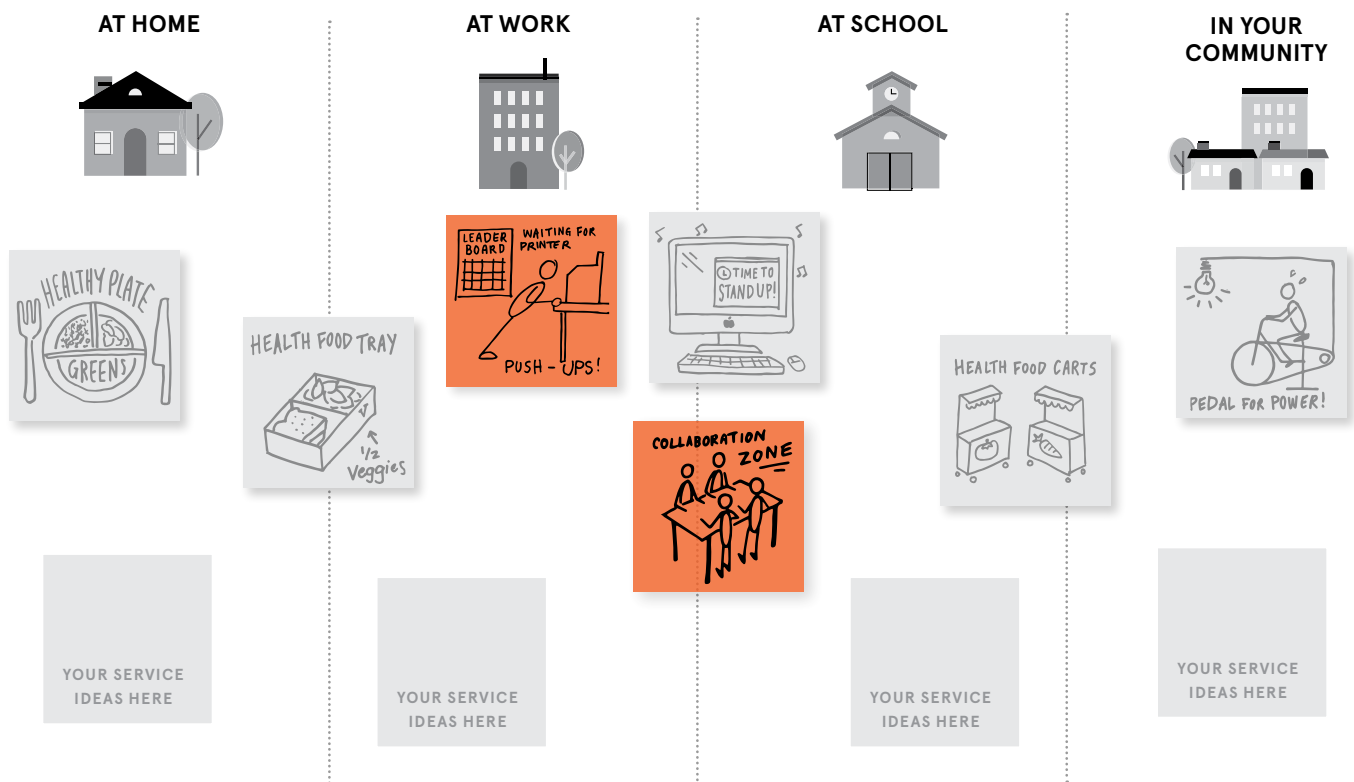 AT HOME
AT WORK
AT SCHOOL
IN YOUR
COMMUNITY
HEALTHY PLATE
GREENS
HEALTH FOOD TRAY
1/2
Veggies
LEADER
BOARD
WAITING FOR
PRINTER
PUSH-UPS!
TIME TO
STAND UP!
COLLABORATION
ZONE
HEALTH FOOD CARTS
PEDAL FOR POWER!
YOUR SERVICE
IDEAS HERE
YOUR SERVICE
IDEAS HERE
YOUR SERVICE
IDEAS HERE
YOUR SERVICE
IDEAS HERE